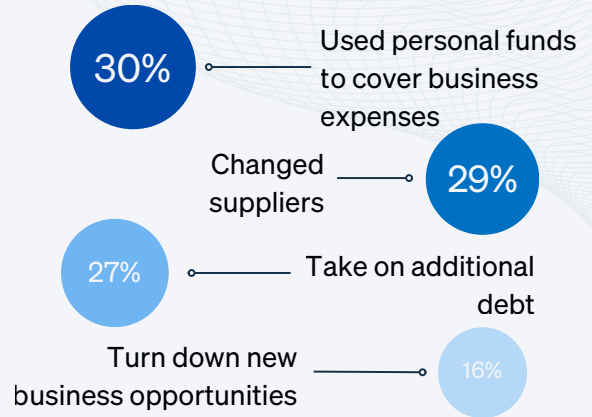 30%
Used personal funds
to cover business
expenses
Changed
suppliers
29%
27%
Take on additional
debt
Turn down new
business opportunities
16%